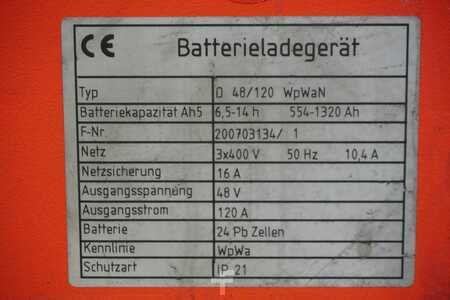 CE Batterieladegerät
Typ D 48/120 WpWaN
Batteriekapazität Ah5 6,5-14 h 554-1320 Ah
F-Nr. 200703134/ 1
Netz 3x400 V 50 Hz 10,4 A
Netzsicherung 16 A
Ausgangsspannung 48 V
Ausgangsstrom 120 A
Batterie 24 Pb Zellen
Kennlinie WpWa
Schutzart IP 21